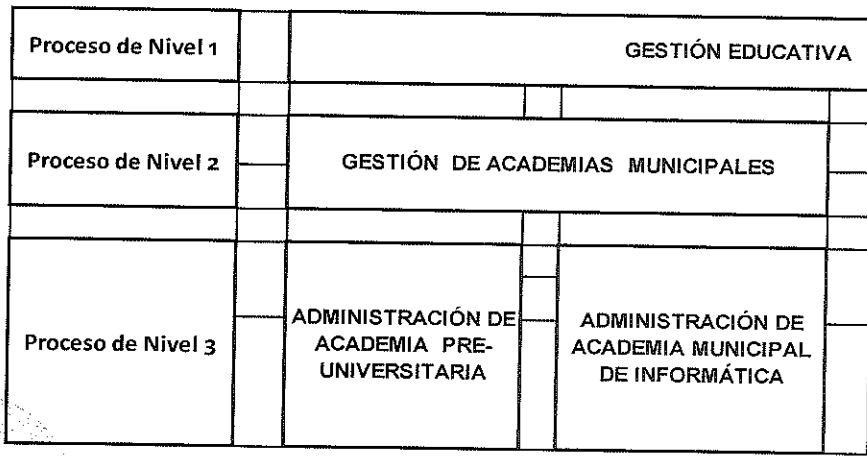 Proceso de Nivel 1
GESTIÓN EDUCATIVA
Proceso de Nivel 2
GESTIÓN DE ACADEMIAS MUNICIPALES
Proceso de Nivel 3
ADMINISTRACIÓN DE
ACADEMIA PRE-
UNIVERSITARIA
ADMINISTRACIÓN DE
ACADEMIA MUNICIPAL
DE INFORMÁTICA